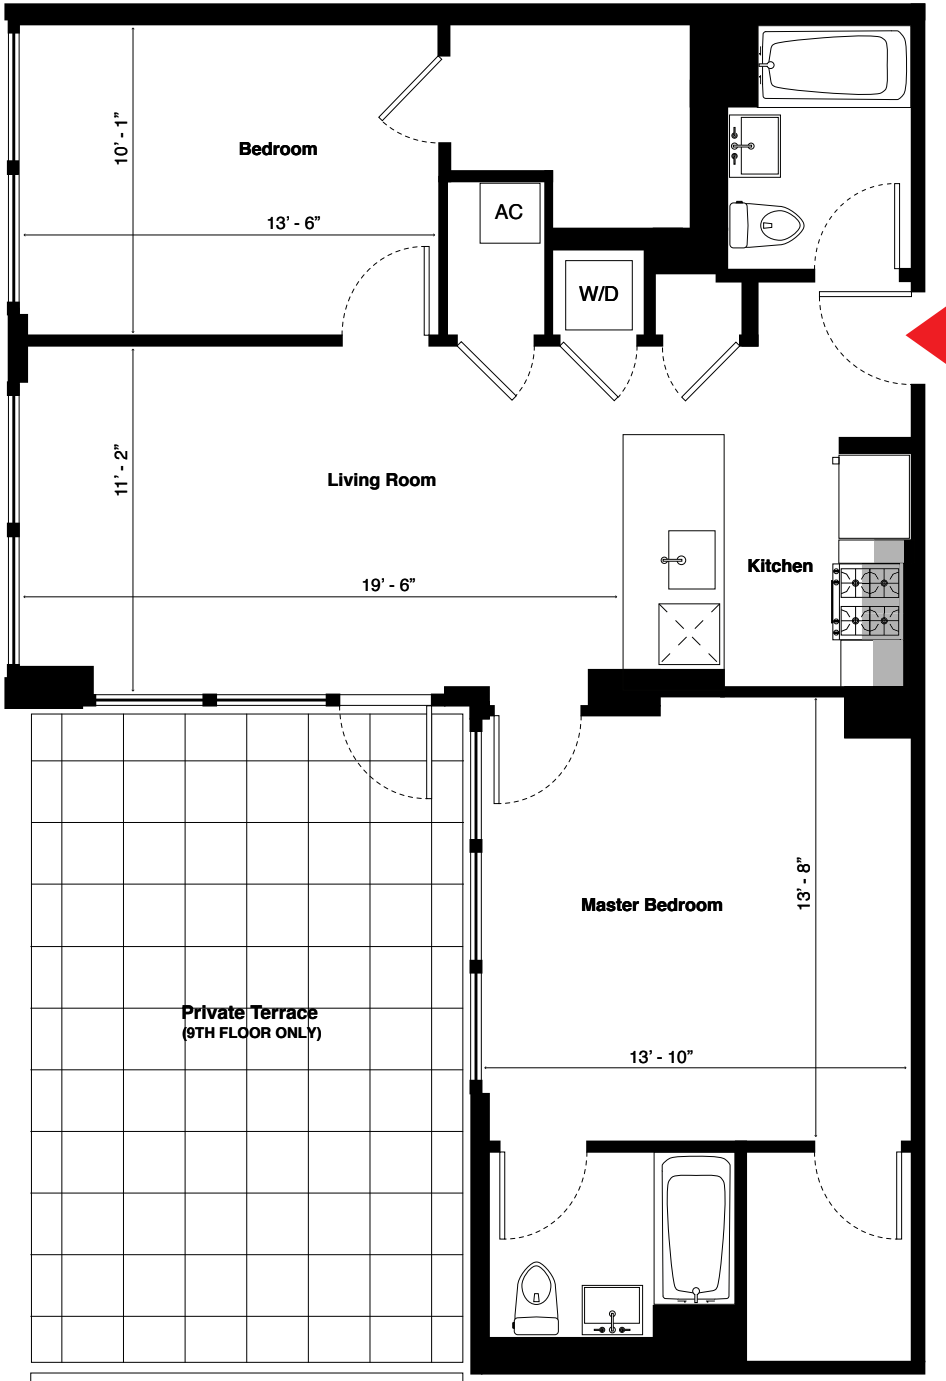 10’ - 1”
Bedroom
13’ - 6”
AC
W/D
11’ - 2”
Living Room
19’ - 6”
Kitchen
Master Bedroom
13’ - 8”
13’ - 10”
Private Terrace
(9TH FLOOR ONLY)